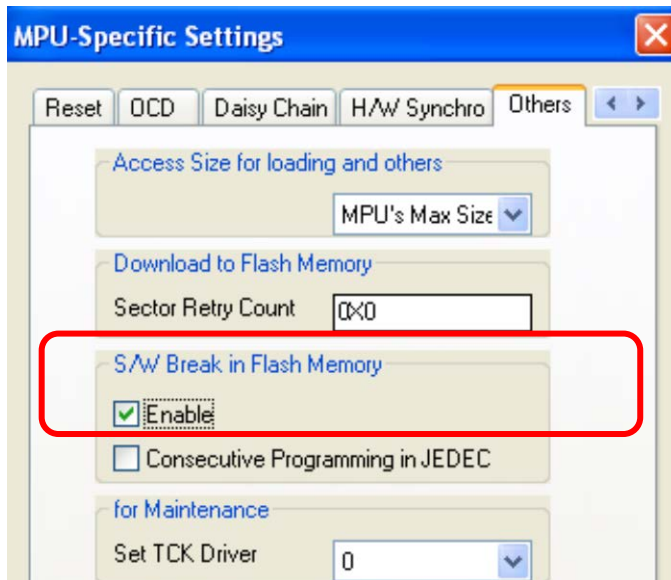 MPU-Specific Settings
Reset OCD Daisy Chain H/W Synchro Others
Access Size for loading and others
MPU's Max Size
Download to Flash Memory
Sector Retry Count 0X0
S/W Break in Flash Memory
Enable
Consecutive Programming in JEDEC
for Maintenance
Set TCK Driver 0